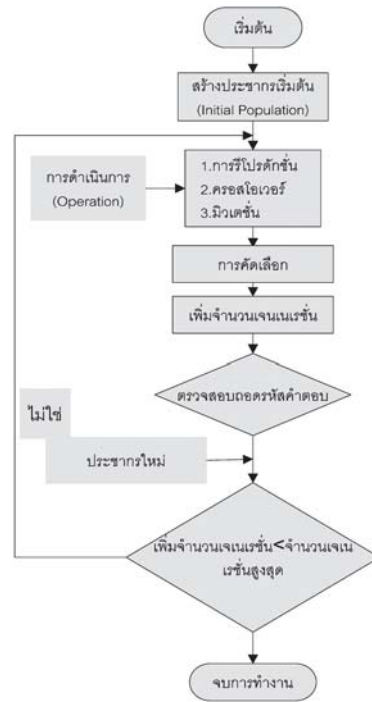 เริ่มต้น
สร้างประชากรเริ่มต้น
(Initial Population)
การดำเนินการ
(Operation)
1.การรีโปรดักชั่น
2.ครอสโอเวอร์
3.มิวเตชั่น
การคัดเลือก
เพิ่มจำนวนเจนเนเรชั่น
ตรวจสอบถอดรหัสคำตอบ
ไม่ใช่
ประชากรใหม่
เพิ่มจำนวนเจเนเรชั่น<จำนวนเจเน
เรชั่นสูงสุด
จบการทำงาน